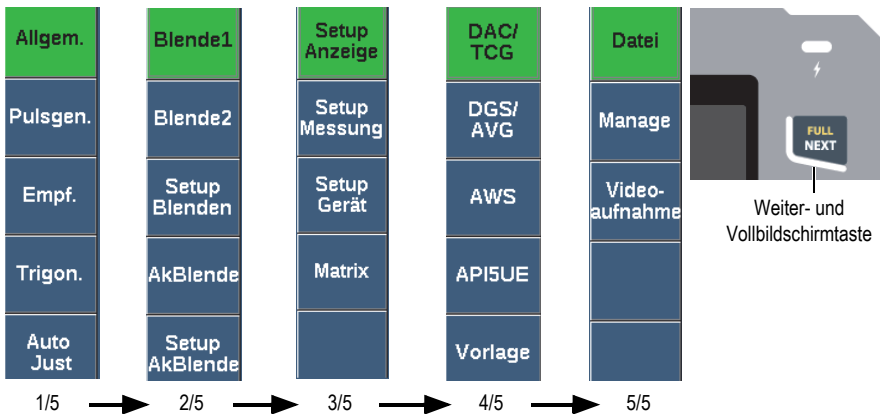 Allgem.
Pulsgen.
Empf.
Trigon.
Auto
Just
1/5
Blende1
Blende2
Setup
Blenden
AkBlende
Setup
AkBlende
2/5
Setup
Anzeige
Setup
Messung
Setup
Gerät
Matrix
3/5
DAC/
TCG
DGS/
AVG
AWS
API5UE
Vorlage
4/5
Datei
Manage
Video-
aufnahme
5/5
FULL
NEXT
Weiter- und
Vollbildschirmtaste